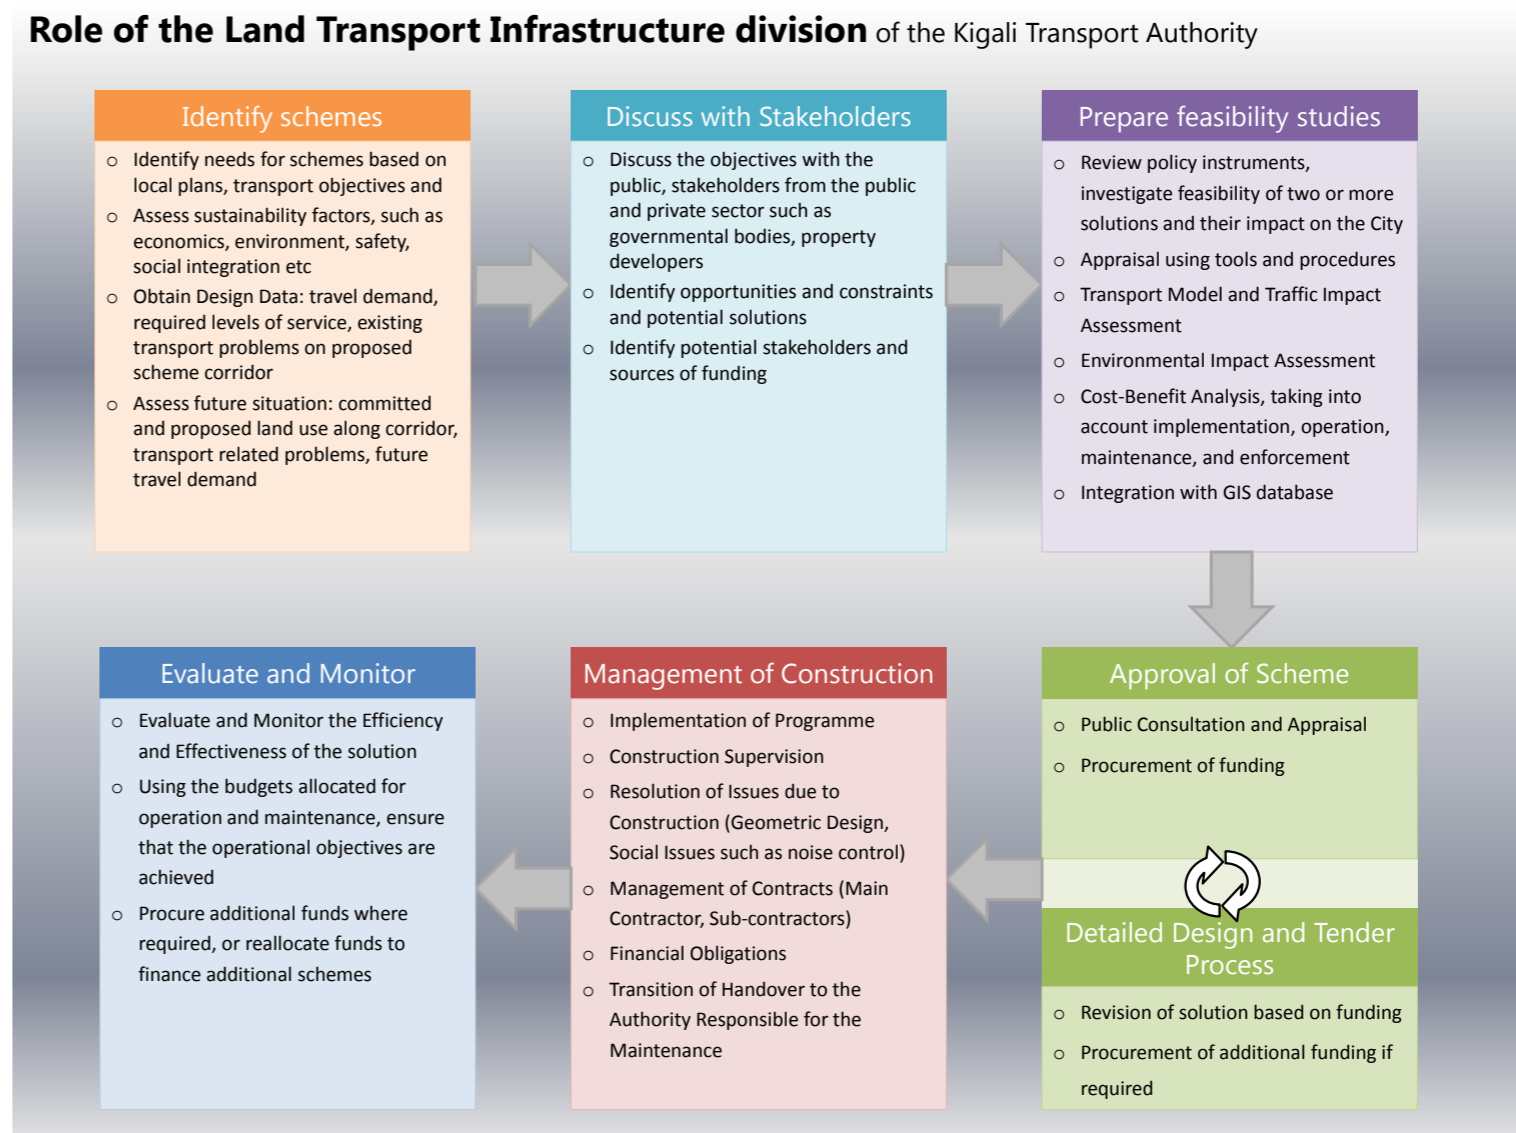 Role of the Land Transport Infrastructure division of the Kigali Transport Authority
Identify schemes
o Identify needs for schemes based on
local plans, transport objectives and
o Assess sustainability factors, such as
economics, environment, safety,
social integration etc
o Obtain Design Data: travel demand,
required levels of service, existing
transport problems on proposed
scheme corridor
o Assess future situation: committed
and proposed land use along corridor,
transport related problems, future
travel demand
Discuss with Stakeholders
o Discuss the objectives with the
public, stakeholders from the public
and private sector such as
governmental bodies, property
developers
o Identify opportunities and constraints
and potential solutions
o Identify potential stakeholders and
sources of funding
Prepare feasibility studies
o Review policy instruments,
investigate feasibility of two or more
solutions and their impact on the City
o Appraisal using tools and procedures
o Transport Model and Traffic Impact
Assessment
o Environmental Impact Assessment
o Cost-Benefit Analysis, taking into
account implementation, operation,
maintenance, and enforcement
o Integration with GIS database
Approval of Scheme
o Public Consultation and Appraisal
o Procurement of funding
Detailed Design and Tender
Process
o Revision of solution based on funding
o Procurement of additional funding if
required
Management of Construction
o Implementation of Programme
o Construction Supervision
o Resolution of Issues due to
Construction (Geometric Design,
Social Issues such as noise control)
o Management of Contracts (Main
Contractor, Sub-contractors)
o Financial Obligations
o Transition of Handover to the
Authority Responsible for the
Maintenance
Evaluate and Monitor
o Evaluate and Monitor the Efficiency
and Effectiveness of the solution
o Using the budgets allocated for
operation and maintenance, ensure
that the operational objectives are
achieved
o Procure additional funds where
required, or reallocate funds to
finance additional schemes